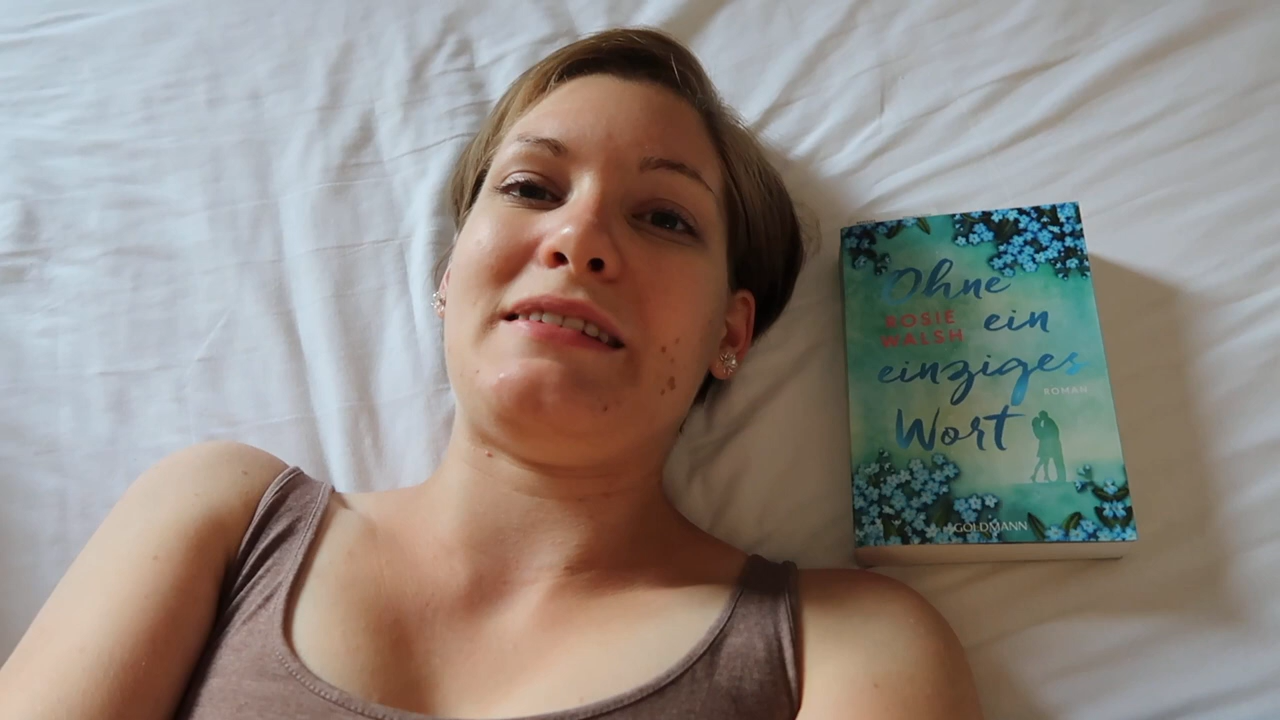 Ohne
ROSIE
WALSH
ein
einziges
ROMAN
Wort
GOLDMANN